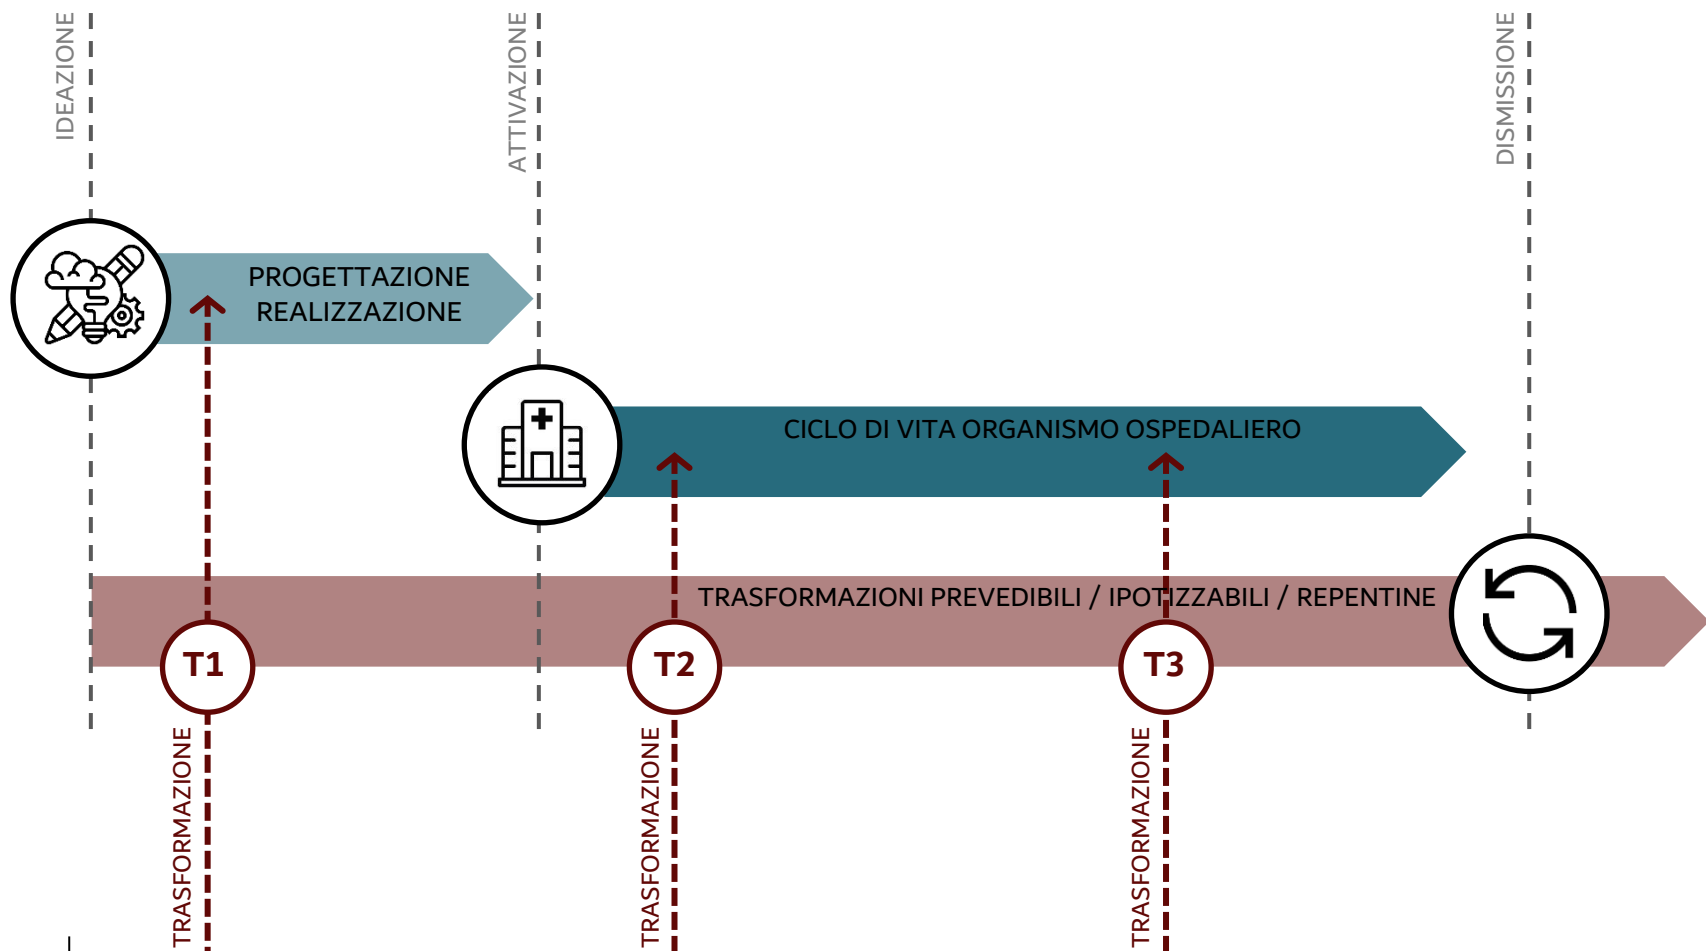 IDEAZIONE
ATTIVAZIONE
DISMISSIONE
PROGETTAZIONE
REALIZZAZIONE
CICLO DI VITA ORGANISMO OSPEDALIERO
TRASFORMAZIONI PREVEDIBILI / IPOTIZZABILI / REPENTINE
T1
T2
T3
TRASFORMAZIONE
TRASFORMAZIONE
TRASFORMAZIONE